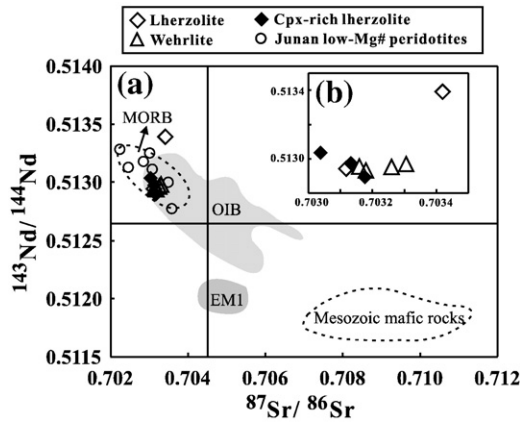 Lherzolite Cpx-rich lherzolite
Wehrlite Junan low-Mg# peridotites
0.5140
(a)
(b)
MORB
0.5135
0.5134
0.5130
0.5130
0.7030 0.7032 0.7034
143Nd/ 144Nd
OIB
0.5125
0.5120
EM1
Mesozoic mafic rocks
0.5115
0.702 0.704 0.706 0.708 0.710 0.712
87Sr/ 86Sr